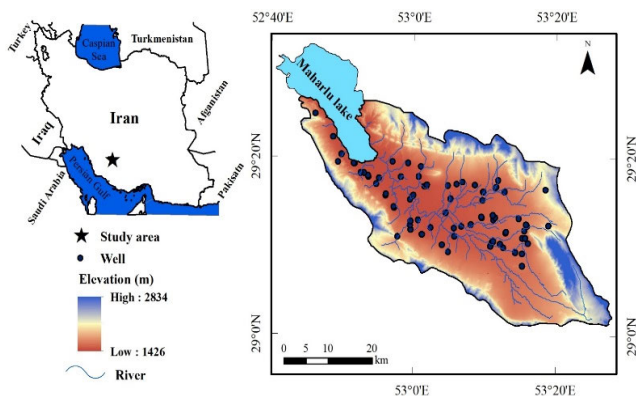 Turkey
Caspian
Sea
Turkmenistan
Iran
Afganistan
Iraq
Saudi Arabia
Persian Gulf
Pakisatn
Study area
Well
Elevation (m)
High : 2834
Low : 1426
River
52°40'E
53°0'E
53°20'E
N
Maharlu lake
29°20'N
29°20'N
29°0'N
29°0'N
0 5 10 20
km
53°0'E
53°20'E